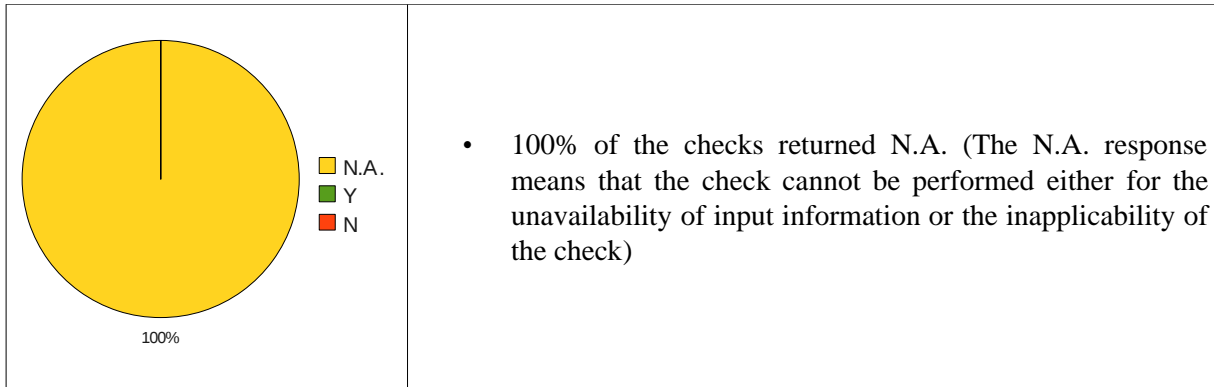 N.A.
Y
N
100%
• 100% of the checks returned N.A. (The N.A. response
means that the check cannot be performed either for the
unavailability of input information or the inapplicability of
the check)